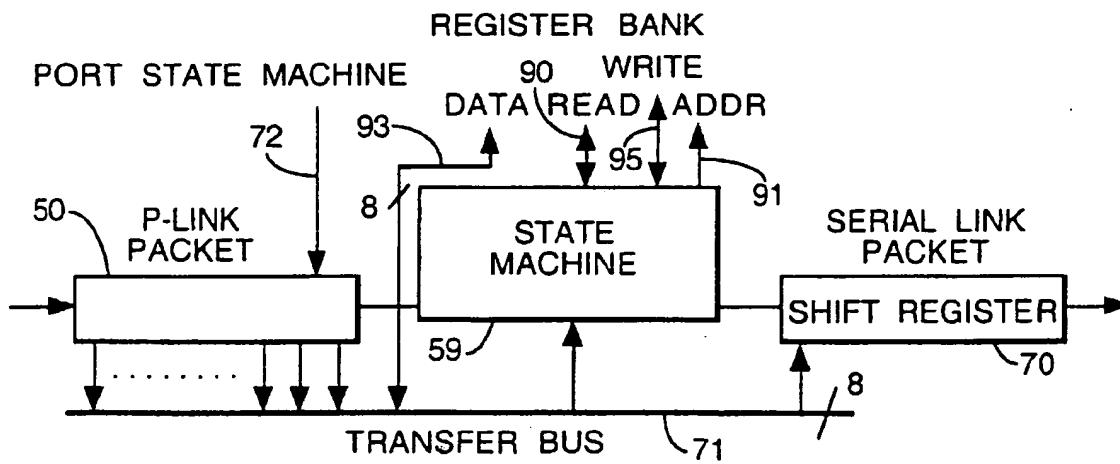 REGISTER BANK
PORT STATE MACHINE
90
WRITE
DATA READ ADDR
93
72
95
91
8
50
P-LINK
PACKET
STATE
MACHINE
SERIAL LINK
PACKET
SHIFT REGISTER
59
70
8
TRANSFER BUS
71